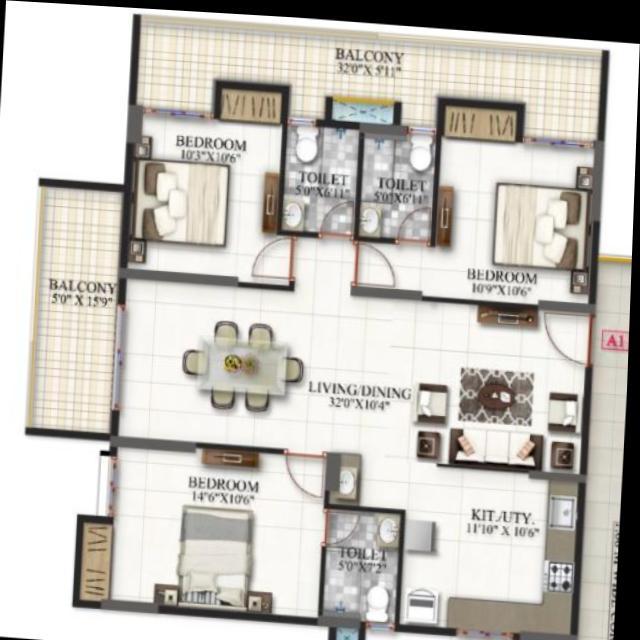 BALCONY
32'0"X 5'11"
BEDROOM
10'3"X10'6"
TOILET
5'0"X6'11"
TOILET
5'0"X6'11"
BEDROOM
10'9"X10'6"
BALCONY
5'0" X 15'9"
A1-
LIVING/DINING
32'0"X10'4"
BEDROOM
14'6"X10'6"
KIT./UTY.
11'10" X 10'6"
TOILET
5'0"X7'2"